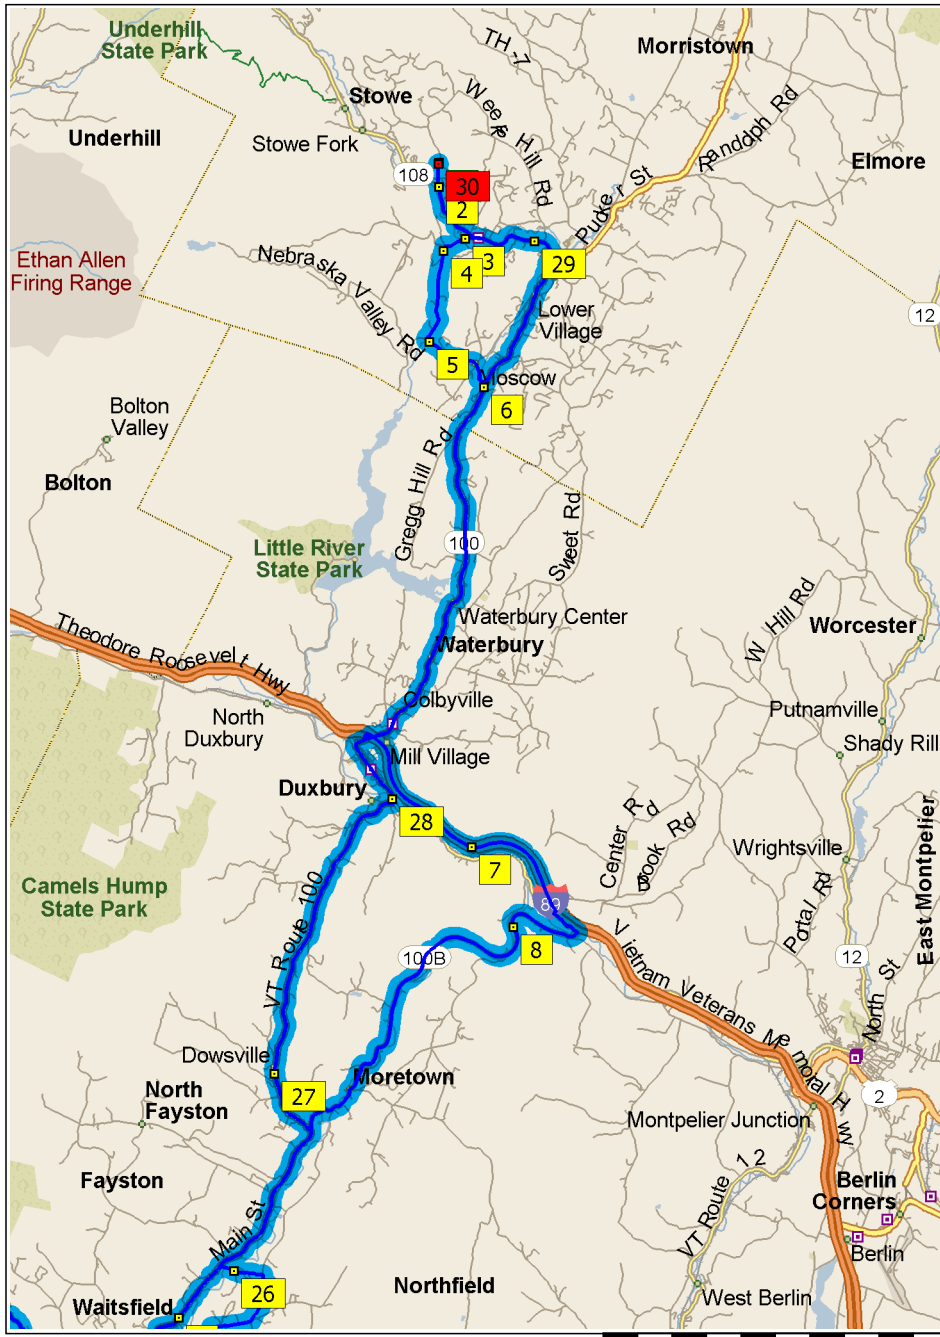 Underhill
State Park
TH-7
Morristown
Stowe
Weeks Hill Rd
Randolph Rd
Underhill
Stowe Fork
Elmore
108
30
2
Pucker St
Ethan Allen
Firing Range
Nebraska Valley Rd
3
4
29
12
Lower
Village
5
Moscow
6
Bolton
Valley
Bolton
Gregg Hill Rd
Sweet Rd
100
Little River
State Park
W Hill Rd
Waterbury Center
Waterbury
Worcester
Theodore Roosevelt Hwy
Colbyville
North
Duxbury
Putnamville
Shady Rill
Mill Village
Duxbury
28
Center Rd
Wrightsville
7
Camels Hump
State Park
VT Route 100
89
Portal Rd
East Montpelier
8
100B
12
North St
Vietnam Veterans Memorial Hwy
Dowsville
Moretown
27
North
Fayston
2
Montpelier Junction
Fayston
VT Route 12
Berlin
Corners
Main St
Berlin
26
Northfield
Waitsfield
West Berlin